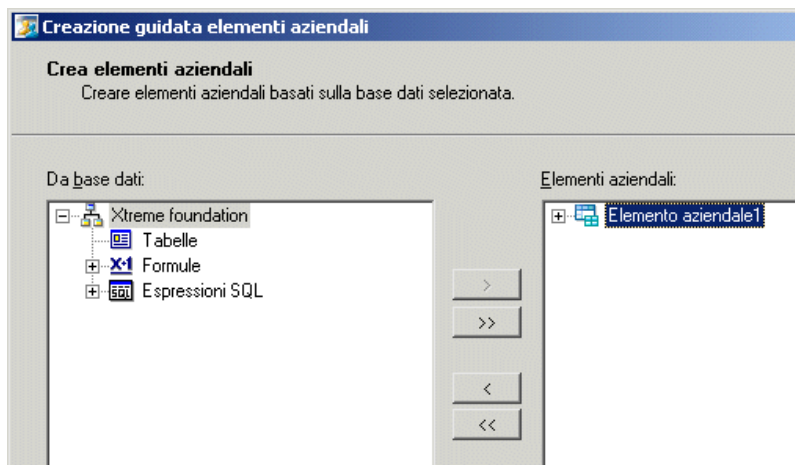 Creazione guidata elementi aziendali
Crea elementi aziendali
Creare elementi aziendali basati sulla base dati selezionata.
Da base dati:
Xtreme foundation
Tabelle
Formule
Espressioni SQL
>
>>
<
<<
Elementi aziendali:
Elemento aziendale1